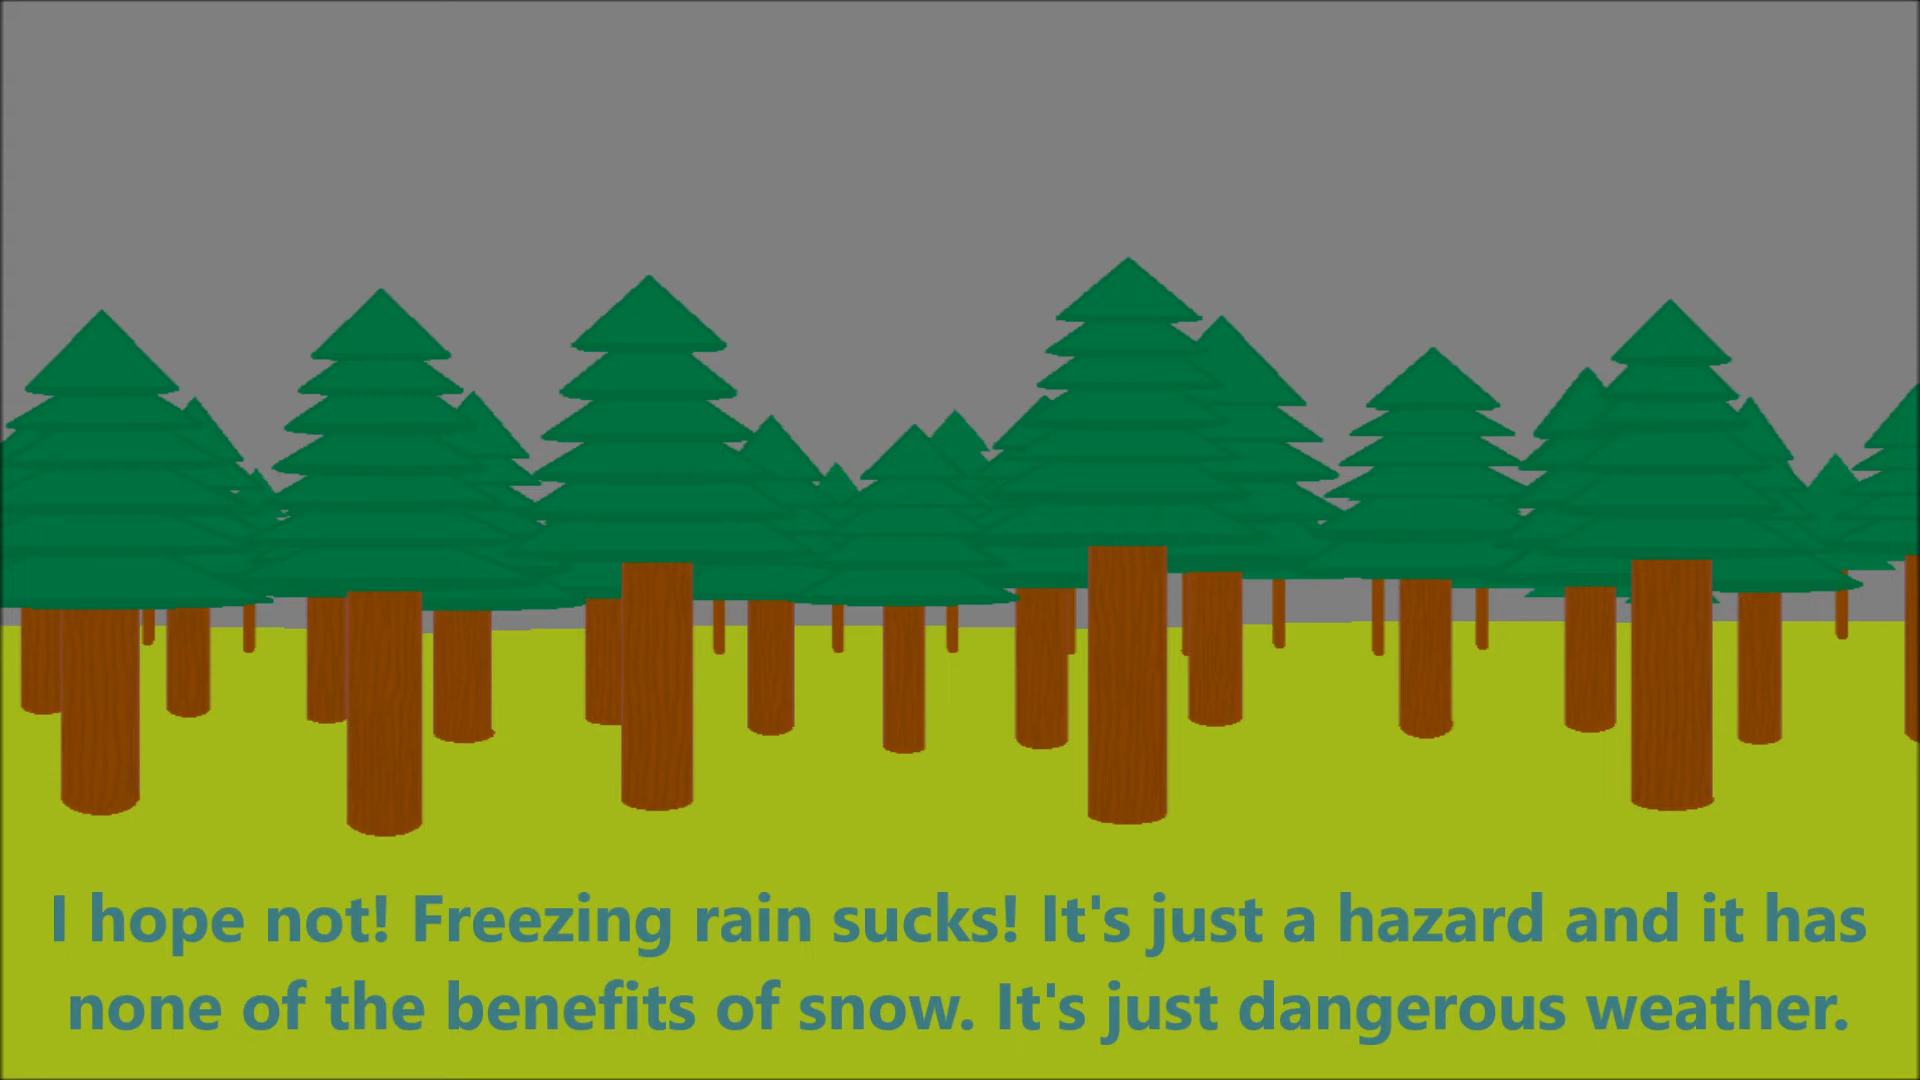 I hope not! Freezing rain sucks! It's just a hazard and it has
none of the benefits of snow. It's just dangerous weather.